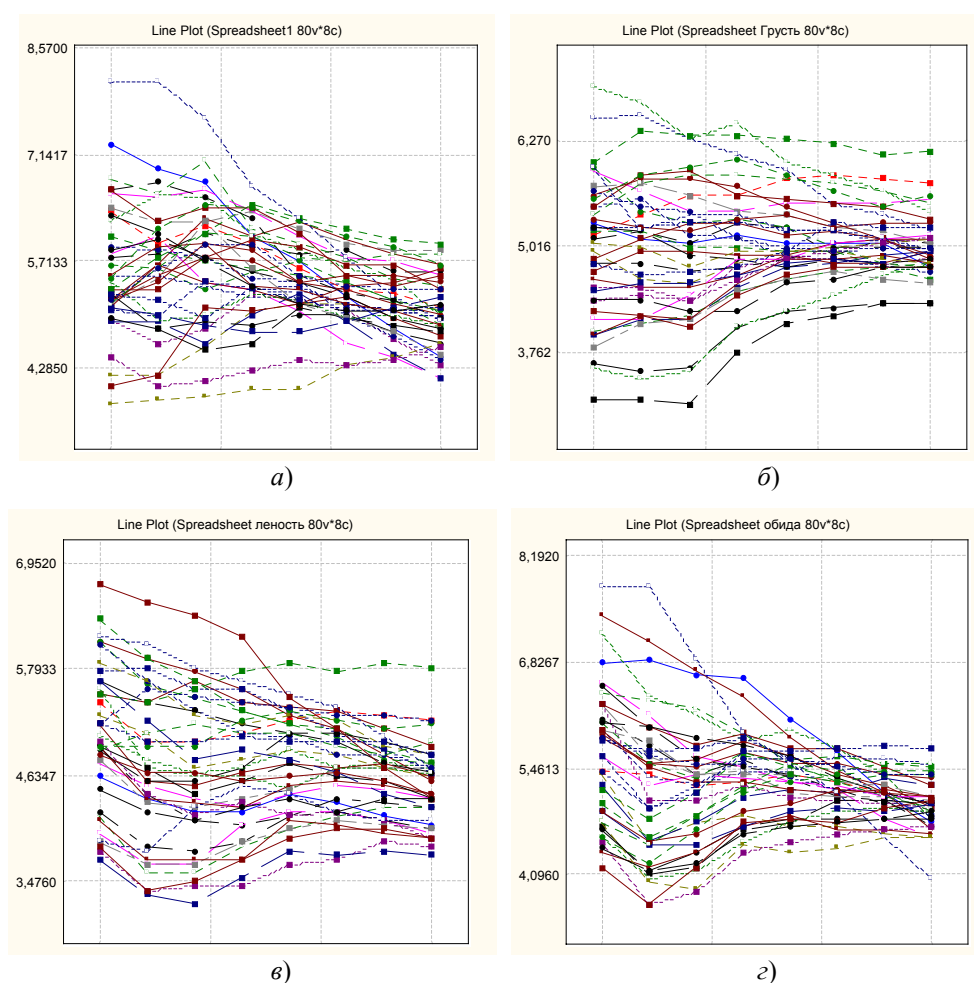 Line Plot (Spreadsheet1 80v*8c)
8,5700
7,1417
5,7133
4,2850
а)
Line Plot (Spreadsheet Грусть 80v*8c)
6,270
5,016
3,762
б)
Line Plot (Spreadsheet леность 80v*8c)
6,9520
5,7933
4,6347
3,4760
в)
Line Plot (Spreadsheet обида 80v*8c)
8,1920
6,8267
5,4613
4,0960
г)